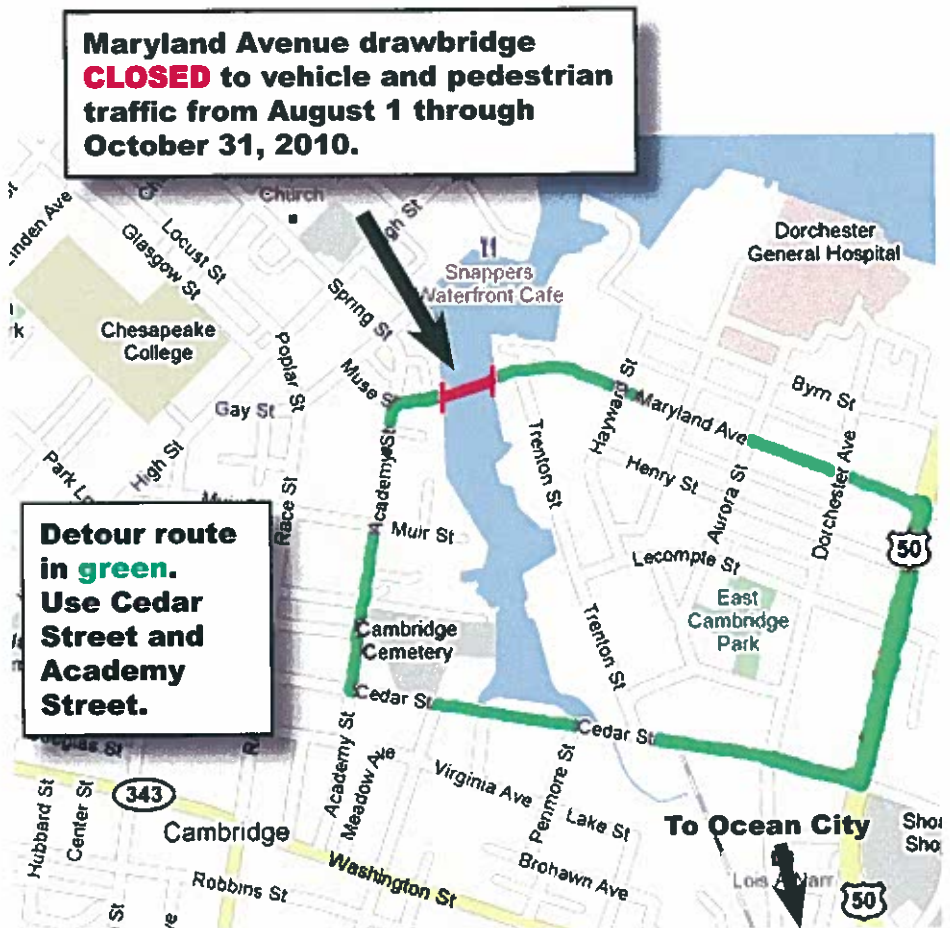 Maryland Avenue drawbridge
CLOSED to vehicle and pedestrian
traffic from August 1 through
October 31, 2010.
Church
Linden Ave
Locust St
Glasgow St
Snappers
Waterfront Cafe
Dorchester
General Hospital
Spring St
Chesapeake
College
Poplar St
Muse St
Gay St
High St
Hayward St
Maryland Ave
Byrn St
Academy St
Trenton St
Henry St
Aurora St
Dorchester Ave
Race St
Muir St
Lecompte St
50
Detour route
in green.
Use Cedar
Street and
Academy
Street.
East
Cambridge
Park
Cambridge
Cemetery
Trenton St
Cedar St
Cedar St
Academy St
Meadow Ave
Virginia Ave
Penmore St
Lake St
343
Hubbard St
Center St
Cambridge
To Ocean City
Washington St
Brohawn Ave
Robbins St
50